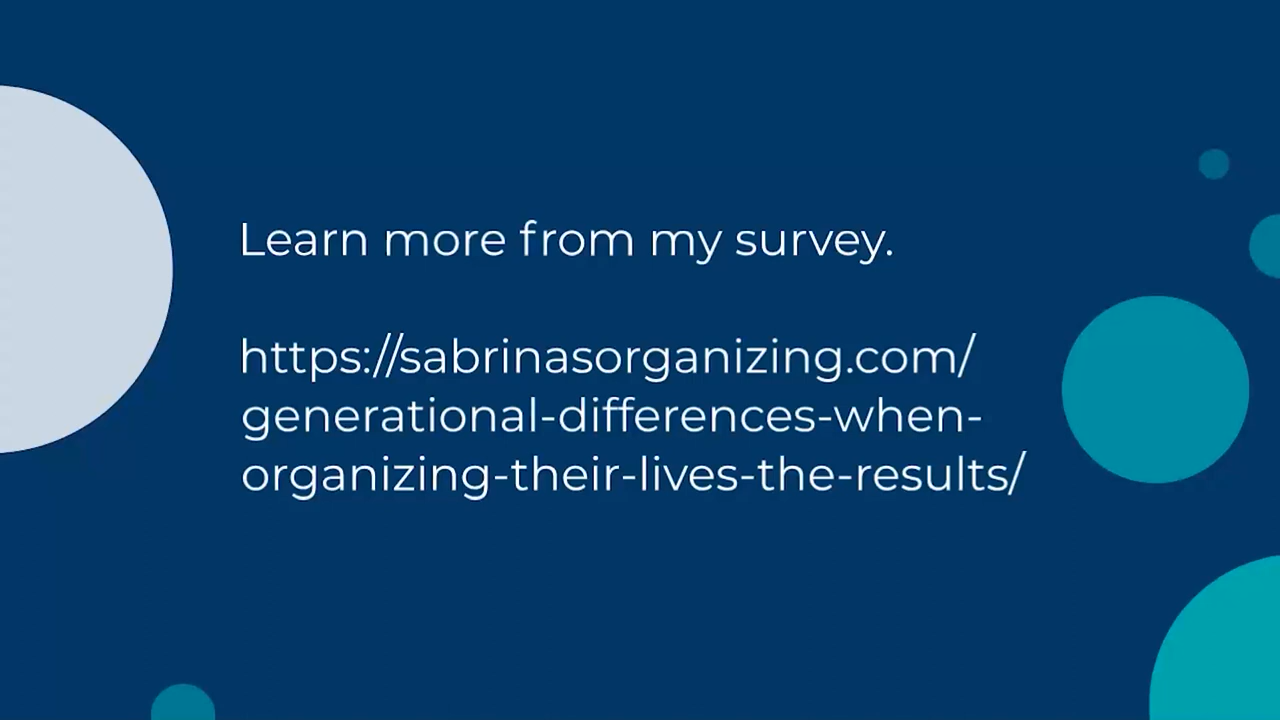 Learn more from my survey.
https://sabrinasorganizing.com/
generational-differences-when-
organizing-their-lives-the-results/